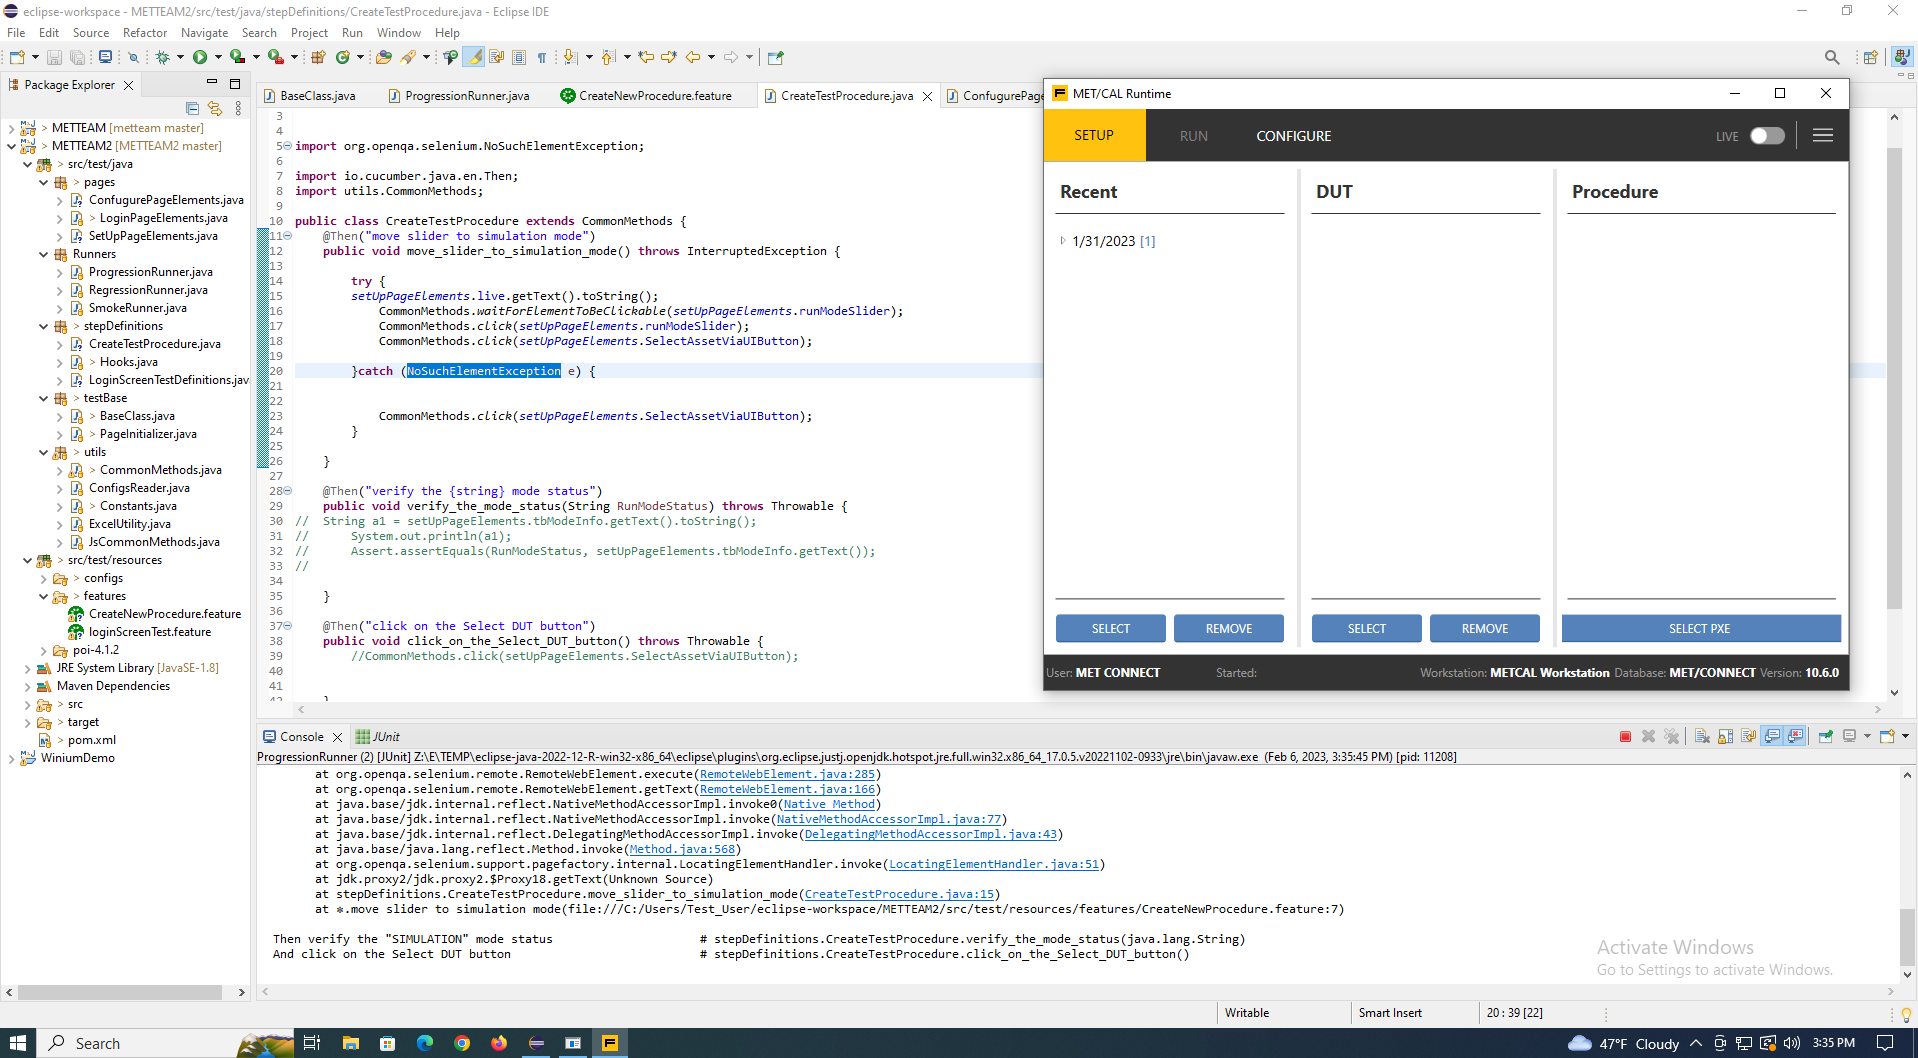 eclipse-workspace - METTEAM2/src/test/java/stepDefinitions/CreateTestProcedure.java - Eclipse IDE
File Edit Source Refactor Navigate Search Project Run Window Help
Package Explorer
> METTEAM [metteam master]
> METTEAM2 [METTEAM2 master]
> src/test/java
> pages
ConfugurePageElements.java
> LoginPageElements.java
SetUpPageElements.java
Runners
ProgressionRunner.java
RegressionRunner.java
SmokeRunner.java
> stepDefinitions
CreateTestProcedure.java
> Hooks.java
LoginScreenTestDefinitions.jav
> testBase
> BaseClass.java
> PageInitializer.java
> utils
> CommonMethods.java
ConfigsReader.java
> Constants.java
ExcelUtility.java
JsCommonMethods.java
> src/test/resources
> configs
> features
CreateNewProcedure.feature
loginScreenTest.feature
> poi-4.1.2
JRE System Library [JavaSE-1.8]
Maven Dependencies
> src
> target
> pom.xml
WiniumDemo
BaseClass.java ProgressionRunner.java CreateNewProcedure.feature CreateTestProcedure.java ConfugurePage
3
4
5 import org.openqa.selenium.NoSuchElementException;
6
7 import io.cucumber.java.en.Then;
8 import utils.CommonMethods;
9
10 public class CreateTestProcedure extends CommonMethods {
11 @Then("move slider to simulation mode")
12 public void move_slider_to_simulation_mode() throws InterruptedException {
13
14 try {
15 setUpPageElements.live.getText().toString();
16 CommonMethods.waitForElementToBeClickable(setUpPageElements.runModeSlider);
17 CommonMethods.click(setUpPageElements.runModeSlider);
18 CommonMethods.click(setUpPageElements.SelectAssetViaUIButton);
19
20 }catch (NoSuchElementException e) {
21
22
23 CommonMethods.click(setUpPageElements.SelectAssetViaUIButton);
24 }
25
26 }
27
28 @Then("verify the {string} mode status")
29 public void verify_the_mode_status(String RunModeStatus) throws Throwable {
30 // String a1 = setUpPageElements.tbModeInfo.getText().toString();
31 // System.out.println(a1);
32 // Assert.assertEquals(RunModeStatus, setUpPageElements.tbModeInfo.getText());
33 //
34
35 }
36
37 @Then("click on the Select DUT button")
38 public void click_on_the_Select_DUT_button() throws Throwable {
39 //CommonMethods.click(setUpPageElements.SelectAssetViaUIButton);
40
41
42 }
MET/CAL Runtime
SETUP RUN CONFIGURE LIVE
Recent DUT Procedure
1/31/2023 [1]
SELECT REMOVE SELECT REMOVE SELECT PXE
User: MET CONNECT Started: Workstation: METCAL Workstation Database: MET/CONNECT Version: 10.6.0
Console JUnit
ProgressionRunner (2) [JUnit] Z:\E\TEMP\eclipse-java-2022-12-R-win32-x86_64\eclipse\plugins\org.eclipse.justj.openjdk.hotspot.jre.full.win32.x86_64_17.0.5.v20221102-0933\jre\bin\javaw.exe (Feb 6, 2023, 3:35:45 PM) [pid: 11208]
at org.openqa.selenium.remote.RemoteWebElement.execute(RemoteWebElement.java:285)
at org.openqa.selenium.remote.RemoteWebElement.getText(RemoteWebElement.java:166)
at java.base/jdk.internal.reflect.NativeMethodAccessorImpl.invoke0(Native Method)
at java.base/jdk.internal.reflect.NativeMethodAccessorImpl.invoke(NativeMethodAccessorImpl.java:77)
at java.base/jdk.internal.reflect.DelegatingMethodAccessorImpl.invoke(DelegatingMethodAccessorImpl.java:43)
at java.base/java.lang.reflect.Method.invoke(Method.java:568)
at org.openqa.selenium.support.pagefactory.internal.LocatingElementHandler.invoke(LocatingElementHandler.java:51)
at jdk.proxy2/jdk.proxy2.$Proxy18.getText(Unknown Source)
at stepDefinitions.CreateTestProcedure.move_slider_to_simulation_mode(CreateTestProcedure.java:15)
at *.move slider to simulation mode(file:///C:/Users/Test_User/eclipse-workspace/METTEAM2/src/test/resources/features/CreateNewProcedure.feature:7)
Then verify the "SIMULATION" mode status # stepDefinitions.CreateTestProcedure.verify_the_mode_status(java.lang.String)
And click on the Select DUT button # stepDefinitions.CreateTestProcedure.click_on_the_Select_DUT_button()
Activate Windows
Go to Settings to activate Windows.
Writable Smart Insert 20 : 39 [22]
Search 47°F Cloudy 3:35 PM